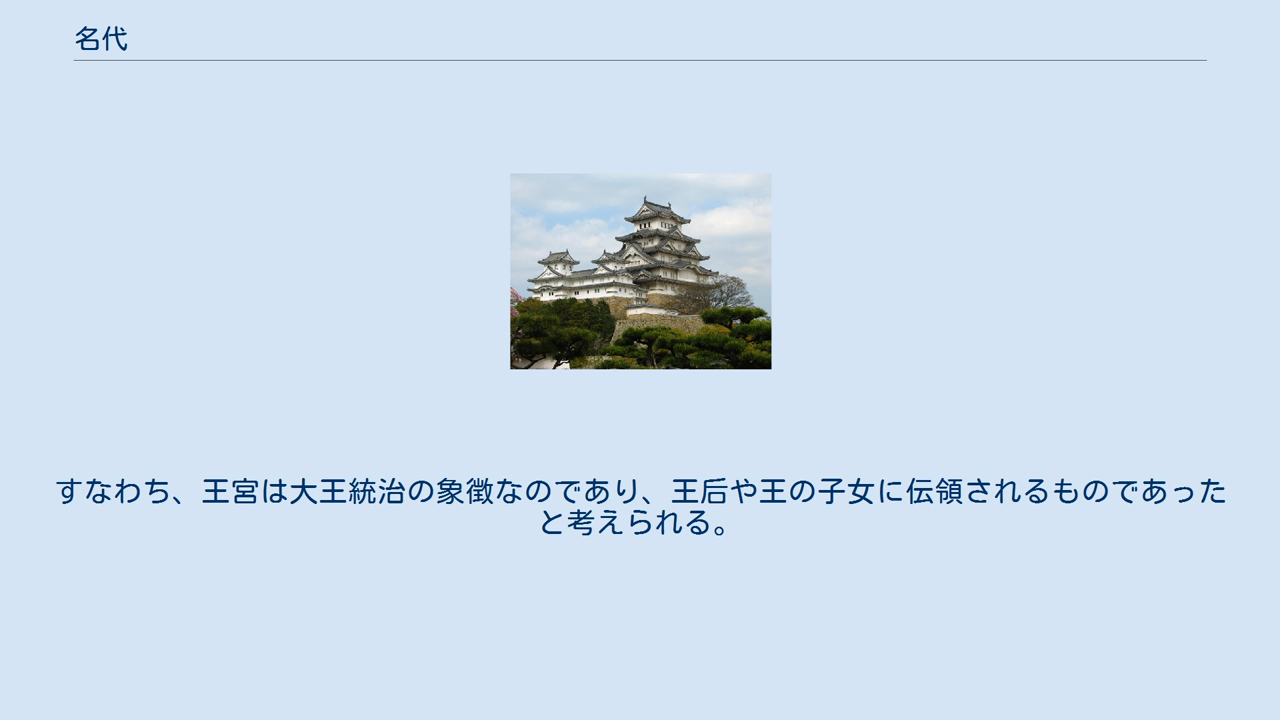 名代
すなわち、王宮は大王統治の象徴なのであり、王后や王の子女に伝領されるものであった
と考えられる。